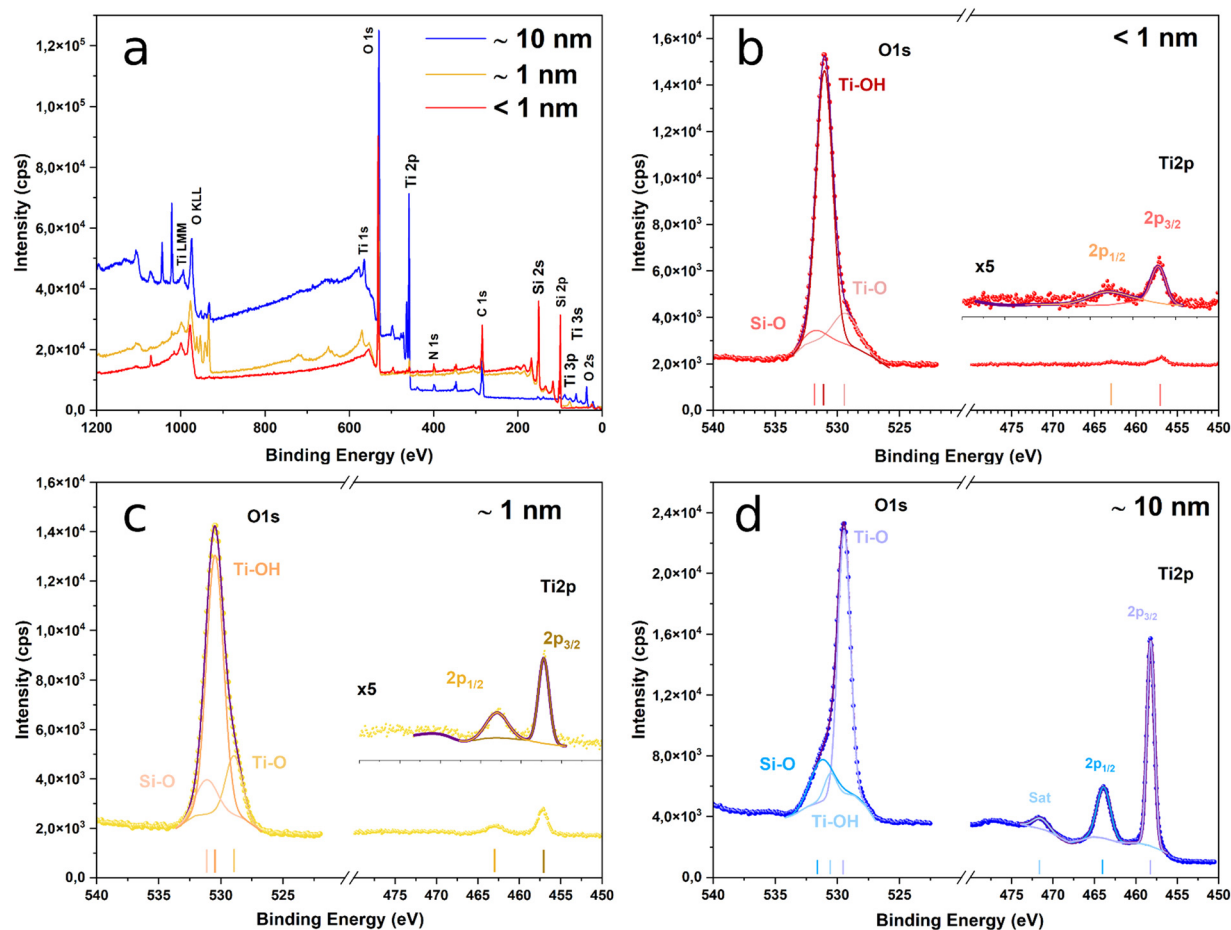 a
1,2×10⁵
1,0×10⁵
8,0×10⁴
6,0×10⁴
4,0×10⁴
2,0×10⁴
0,0
Intensity (cps)
1200 1000 800 600 400 200 0
Binding Energy (eV)
~ 10 nm
~ 1 nm
< 1 nm
Ti LMM
O KLL
Ti 1s
O 1s
Ti 2p
N 1s
C 1s
Si 2s
Si 2p
Ti 3p
Ti 3s
O 2s
b
< 1 nm
1,6×10⁴
1,4×10⁴
1,2×10⁴
1,0×10⁴
8,0×10³
6,0×10³
4,0×10³
2,0×10³
0,0
Intensity (cps)
O1s
Ti-OH
Ti-O
Si-O
Ti2p
2p₃/₂
2p₁/₂
x5
540 535 530 525 475 470 465 460 455 450
Binding Energy (eV)
c
~ 1 nm
1,6×10⁴
1,4×10⁴
1,2×10⁴
1,0×10⁴
8,0×10³
6,0×10³
4,0×10³
2,0×10³
0,0
Intensity (cps)
O1s
Ti-OH
Ti-O
Si-O
Ti2p
2p₃/₂
2p₁/₂
x5
540 535 530 525 475 470 465 460 455 450
Binding Energy (eV)
d
~ 10 nm
2,4×10⁴
2,0×10⁴
1,6×10⁴
1,2×10⁴
8,0×10³
4,0×10³
0,0
Intensity (cps)
O1s
Ti-O
Si-O
Ti-OH
Ti2p
2p₃/₂
2p₁/₂
Sat
540 535 530 525 475 470 465 460 455 450
Binding Energy (eV)